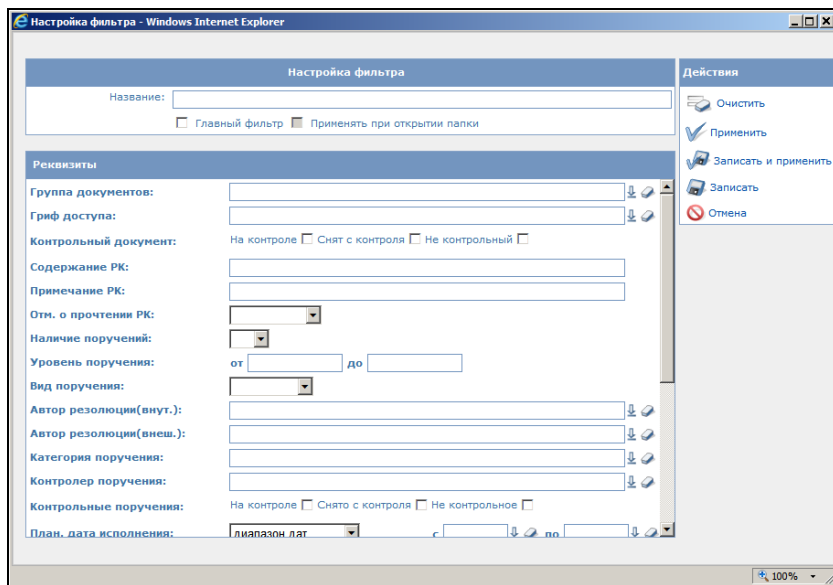 Настройка фильтра - Windows Internet Explorer
Настройка фильтра
Название:
Главный фильтр Применять при открытии папки
Реквизиты
Группа документов:
Гриф доступа:
Контрольный документ: На контроле Снят с контроля Не контрольный
Содержание РК:
Примечание РК:
Отм. о прочтении РК:
Наличие поручений:
Уровень поручения: от до
Вид поручения:
Автор резолюции(внут.):
Автор резолюции(внеш.):
Категория поручения:
Контролер поручения:
Контрольные поручения: На контроле Снято с контроля Не контрольное
План. дата исполнения: диапазон дат с по
Действия
Очистить
Применить
Записать и применить
Записать
Отмена
100%